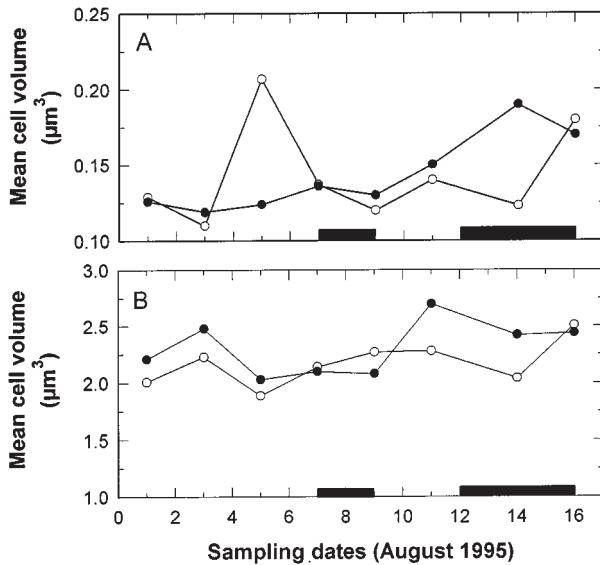 A
Mean cell volume
(µm³)
0.25
0.20
0.15
0.10
B
Mean cell volume
(µm³)
3.0
2.5
2.0
1.5
1.0
0 2 4 6 8 10 12 14 16
Sampling dates (August 1995)